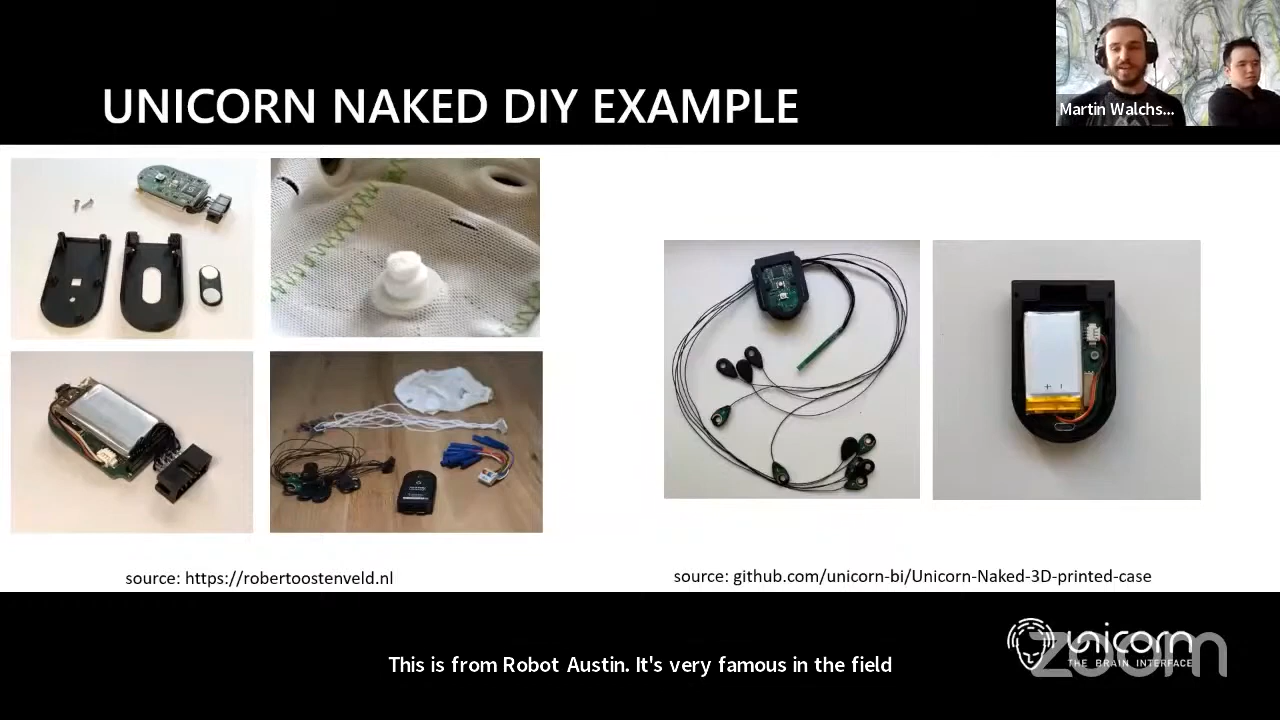 Martin Walchs...
UNICORN NAKED DIY EXAMPLE
source: https://robertoostenveld.nl
source: github.com/unicorn-bi/Unicorn-Naked-3D-printed-case
This is from Robot Austin. It's very famous in the field
unicorn
THE BRAIN INTERFACE
zoom